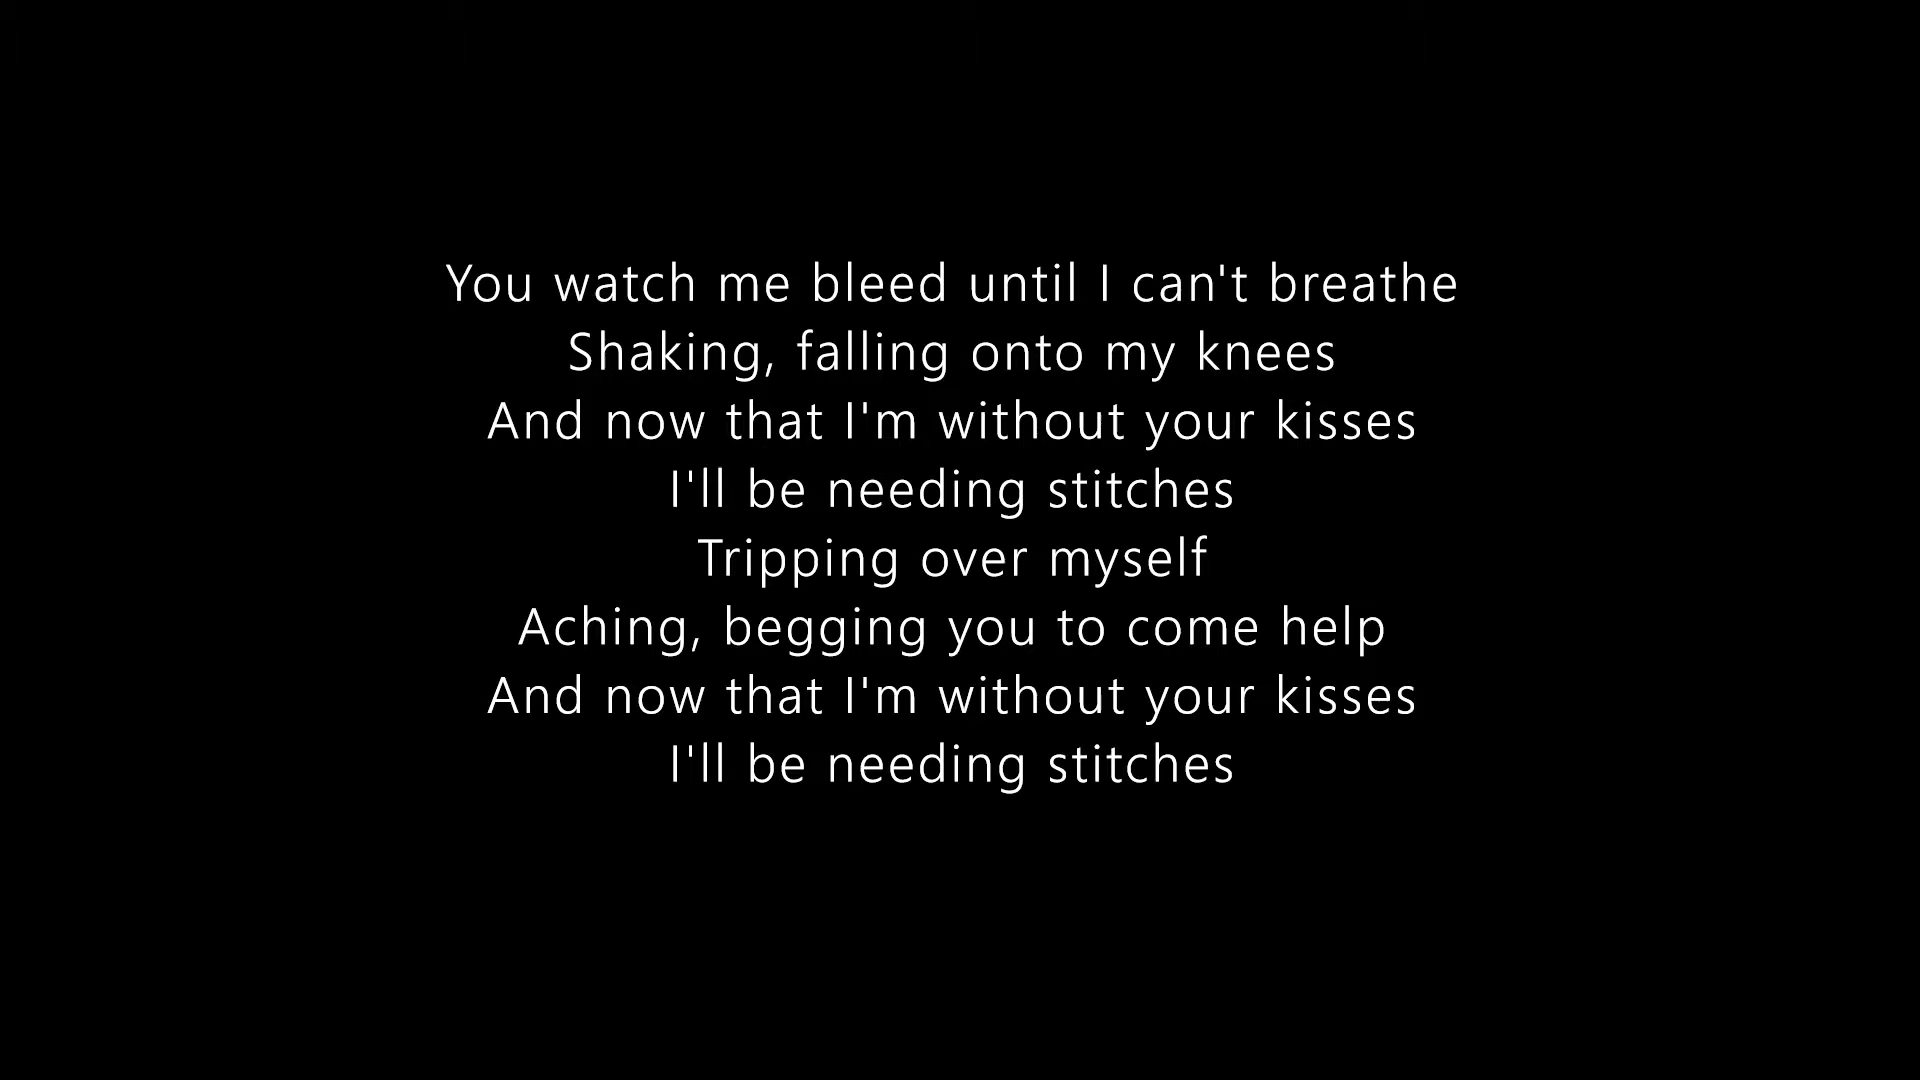 You watch me bleed until I can't breathe
Shaking, falling onto my knees
And now that I'm without your kisses
I'll be needing stitches
Tripping over myself
Aching, begging you to come help
And now that I'm without your kisses
I'll be needing stitches